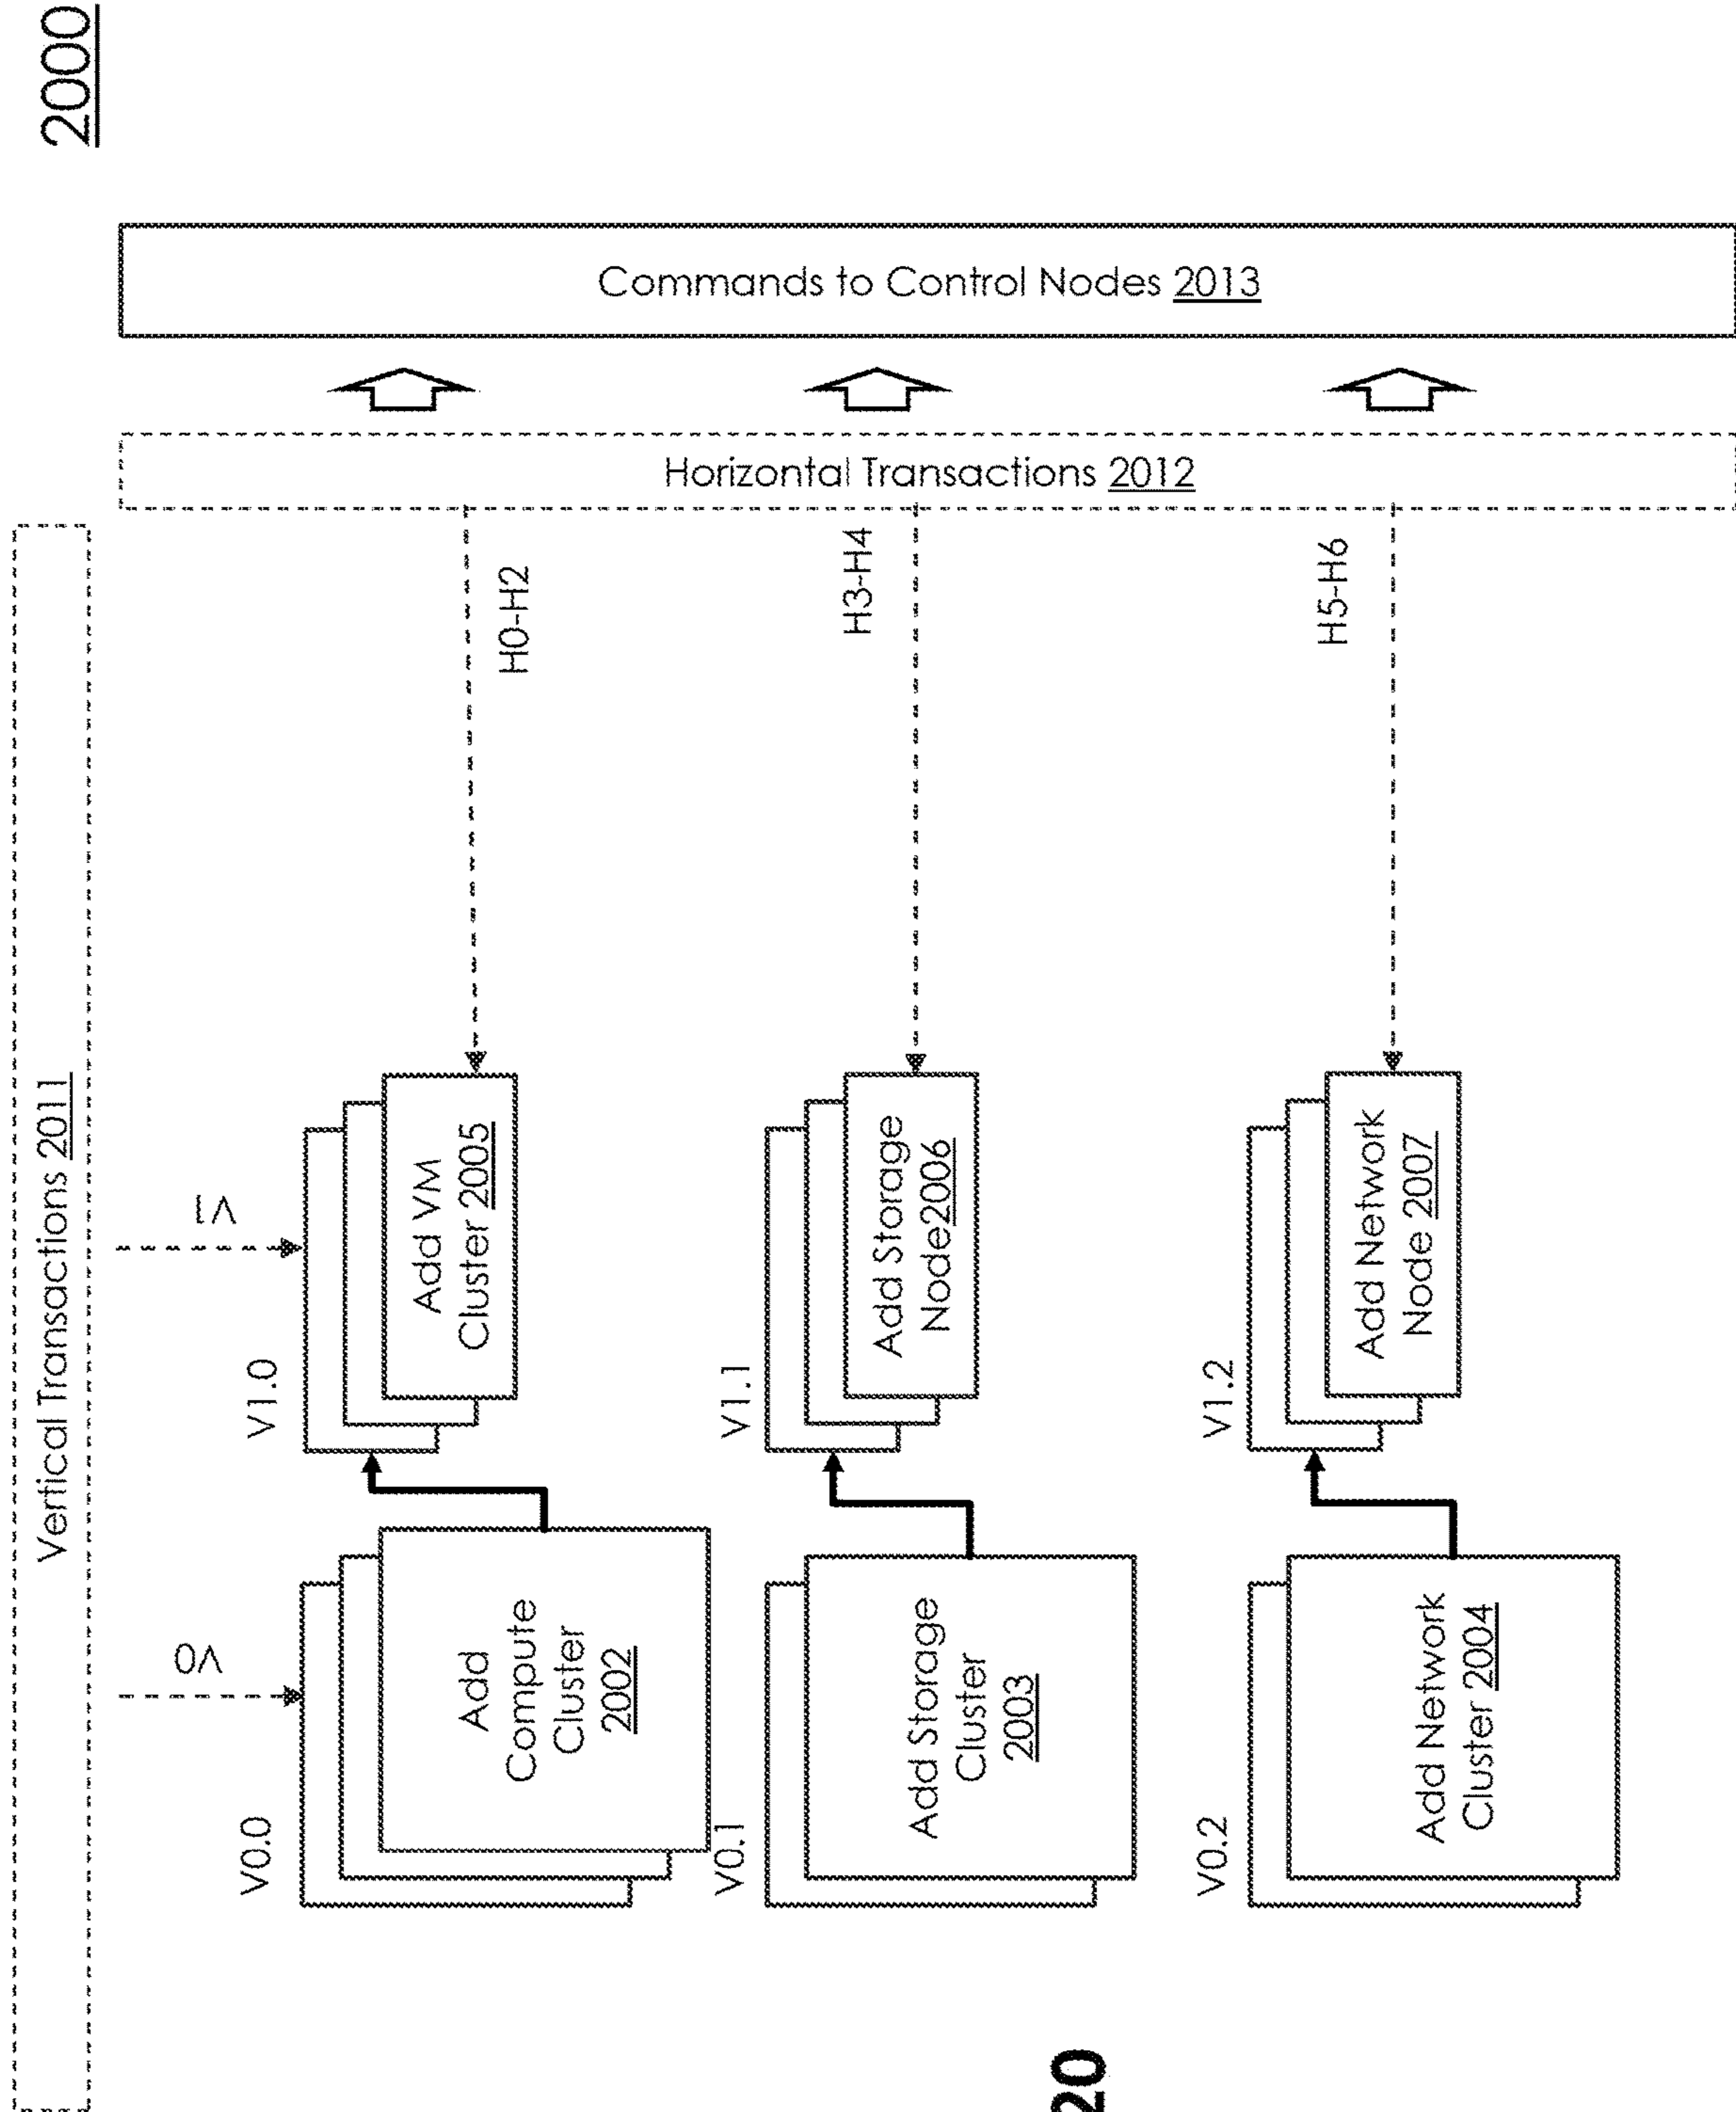 2000
Vertical Transactions 2011
V0
V1
V0.0
Add
Compute
Cluster
2002
V1.0
Add VM
Cluster 2005
H0-H2
V0.1
Add Storage
Cluster
2003
V1.1
Add Storage
Node2006
H3-H4
V0.2
Add Network
Cluster 2004
V1.2
Add Network
Node 2007
H5-H6
Horizontal Transactions 2012
Commands to Control Nodes 2013
20